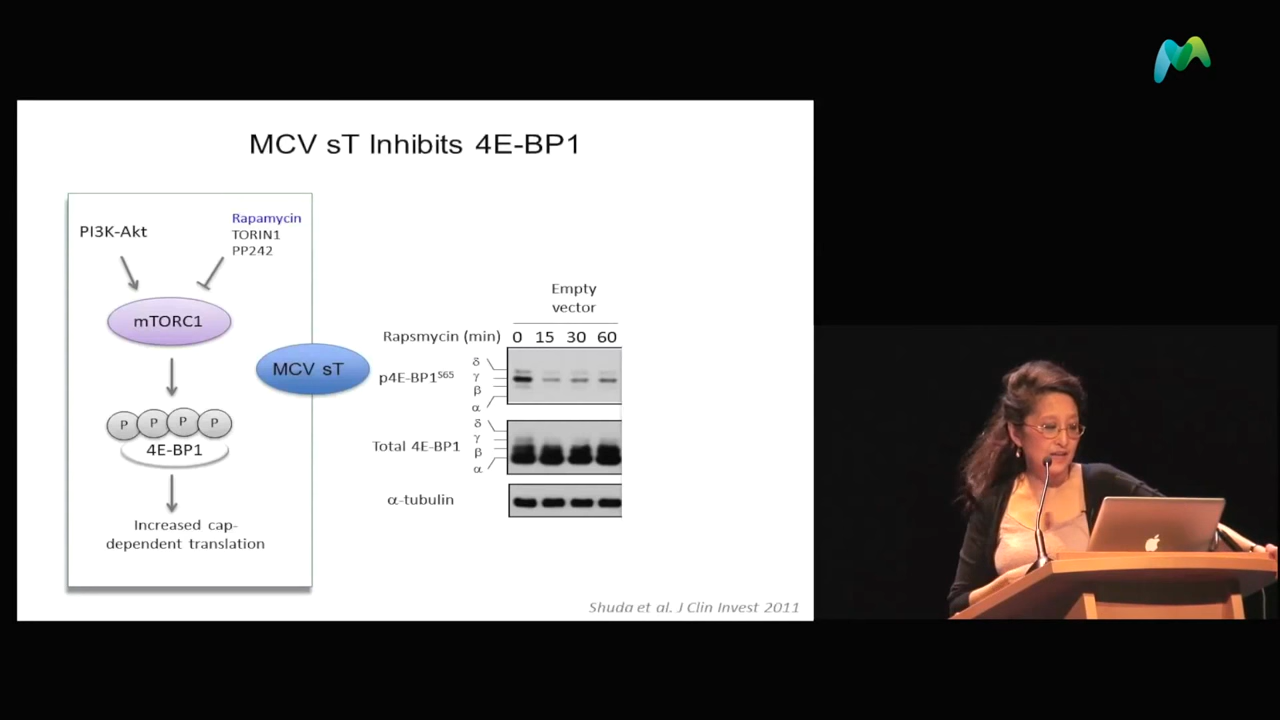 MCV sT Inhibits 4E-BP1
PI3K-Akt
Rapamycin
TORIN1
PP242
mTORC1
MCV sT
P P P P
4E-BP1
Increased cap-
dependent translation
Empty
vector
Rapsmycin (min) 0 15 30 60
p4E-BP1S65
δ
γ
β
α
Total 4E-BP1
δ
γ
β
α
α-tubulin
Shuda et al. J Clin Invest 2011